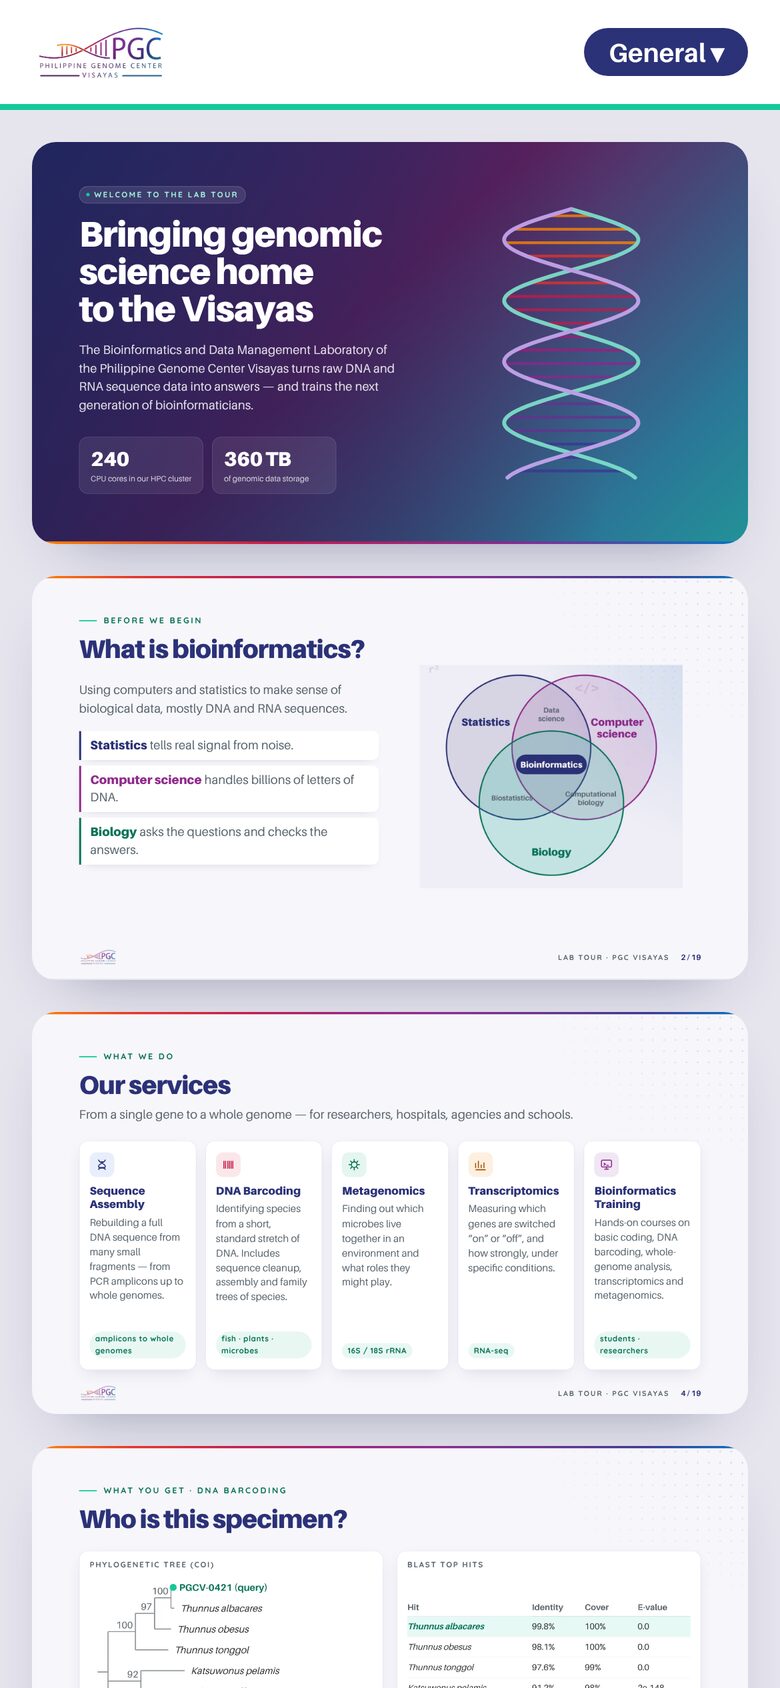 PGC
PHILIPPINE GENOME CENTER
VISAYAS
General ▼
WELCOME TO THE LAB TOUR
Bringing genomic
science home
to the Visayas
The Bioinformatics and Data Management Laboratory of
the Philippine Genome Center Visayas turns raw DNA and
RNA sequence data into answers — and trains the next
generation of bioinformaticians.
240
CPU cores in our HPC cluster
360 TB
of genomic data storage
BEFORE WE BEGIN
What is bioinformatics?
Using computers and statistics to make sense of
biological data, mostly DNA and RNA sequences.
Statistics tells real signal from noise.
Computer science handles billions of letters of
DNA.
Biology asks the questions and checks the
answers.
r²
</>
Statistics
Data
science
Computer
science
Bioinformatics
Biostatistics
Computational
biology
Biology
PGC
LAB TOUR · PGC VISAYAS 2 / 19
WHAT WE DO
Our services
From a single gene to a whole genome — for researchers, hospitals, agencies and schools.
Sequence
Assembly
Rebuilding a full
DNA sequence from
many small
fragments — from
PCR amplicons up to
whole genomes.
amplicons to whole
genomes
DNA Barcoding
Identifying species
from a short,
standard stretch of
DNA. Includes
sequence cleanup,
assembly and family
trees of species.
fish · plants ·
microbes
Metagenomics
Finding out which
microbes live
together in an
environment and
what roles they
might play.
16S / 18S rRNA
Transcriptomics
Measuring which
genes are switched
“on” or “off”, and
how strongly, under
specific conditions.
RNA-seq
Bioinformatics
Training
Hands-on courses on
basic coding, DNA
barcoding, whole-
genome analysis,
transcriptomics and
metagenomics.
students ·
researchers
PGC
LAB TOUR · PGC VISAYAS 4 / 19
WHAT YOU GET · DNA BARCODING
Who is this specimen?
PHYLOGENETIC TREE (COI)
100
PGCV-0421 (query)
97
Thunnus albacares
100
Thunnus obesus
Thunnus tonggol
92
Katsuwonus pelamis
BLAST TOP HITS
Hit Identity Cover E-value
Thunnus albacares 99.8% 100% 0.0
Thunnus obesus 98.1% 100% 0.0
Thunnus tonggol 97.6% 99% 0.0
Katsuwonus pelamis 91.2% 98%